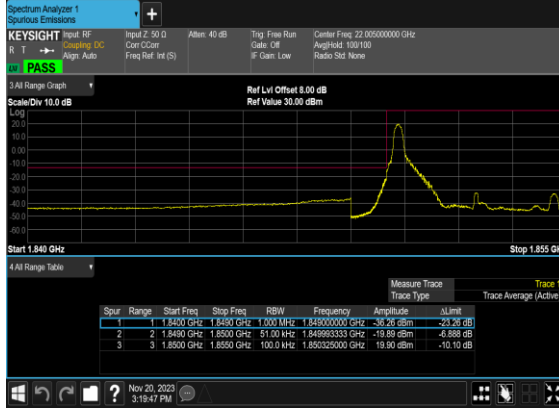 Spectrum Analyzer 1
Spurious Emissions
+
KEYSIGHT Input: RF Input Z: 50 Ω Atten: 40 dB Trig: Free Run Center Freq: 22.005000000 GHz
R T Coupling: DC Corr CCorr Gate: Off Avg|Hold: 100/100
Align: Auto Freq Ref: Int (S) IF Gain: Low Radio Std: None
PASS
3 All Range Graph
Ref Lvl Offset 8.00 dB
Scale/Div 10.0 dB Ref Value 30.00 dBm
Log
20.0
10.0
0.00
-10.0
-20.0
-30.0
-40.0
-50.0
-60.0
Start 1.840 GHz Stop 1.855 GH
4 All Range Table
Measure Trace Trace 1
Trace Type Trace Average (Active
Spur Range Start Freq Stop Freq RBW Frequency Amplitude ΔLimit
1 1 1.8400 GHz 1.8490 GHz 1.000 MHz 1.849000000 GHz -36.26 dBm -23.26 dB
2 2 1.8490 GHz 1.8500 GHz 51.00 kHz 1.849993333 GHz -19.89 dBm -6.888 dB
3 3 1.8500 GHz 1.8550 GHz 100.0 kHz 1.850325000 GHz 19.90 dBm -10.10 dB
? Nov 20, 2023
3:19:47 PM